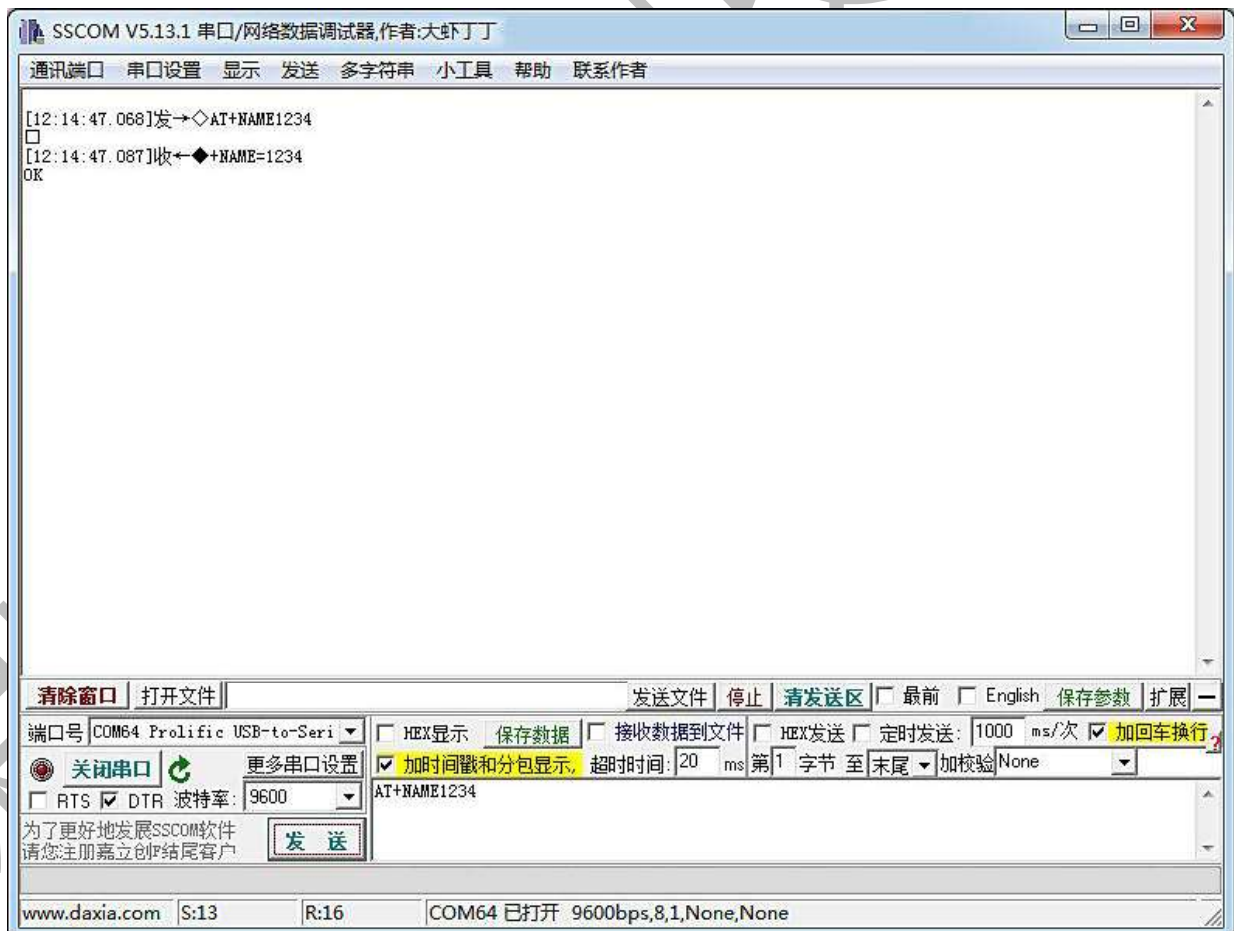 SSCOM V5.13.1 串口/网络数据调试器,作者:大虾丁丁
通讯端口 串口设置 显示 发送 多字符串 小工具 帮助 联系作者
[12:14:47.068]发→◇AT+NAME1234
□
[12:14:47.087]收←◆+NAME=1234
OK
清除窗口 打开文件 发送文件 停止 清发送区 最前 English 保存参数 扩展 —
端口号 COM64 Prolific USB-to-Seri HEX显示 保存数据 接收数据到文件 HEX发送 定时发送: 1000 ms/次 加回车换行 ?
关闭串口 更多串口设置 加时间戳和分包显示, 超时时间: 20 ms 第 1 字节 至 末尾 加校验 None
RTS DTR 波特率: 9600 AT+NAME1234
为了更好地发展SSCOM软件
请您注册嘉立创F结尾客户
发 送
www.daxia.com S:13 R:16 COM64 已打开 9600bps,8,1,None,None